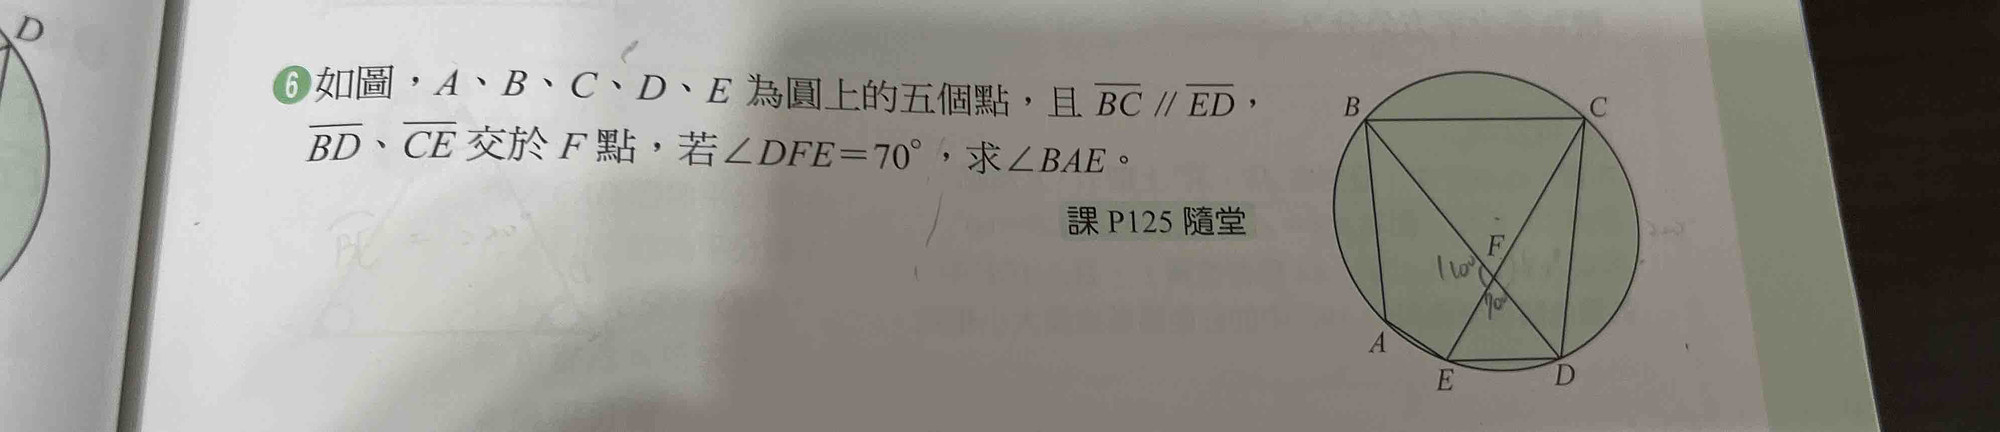 D
6 如圖，A、B、C、D、E 為圓上的五個點，且 BC // ED，
BD、CE 交於 F 點，若∠DFE=70°，求∠BAE。
課 P125 隨堂
B
C
F
110°
70°
A
E
D